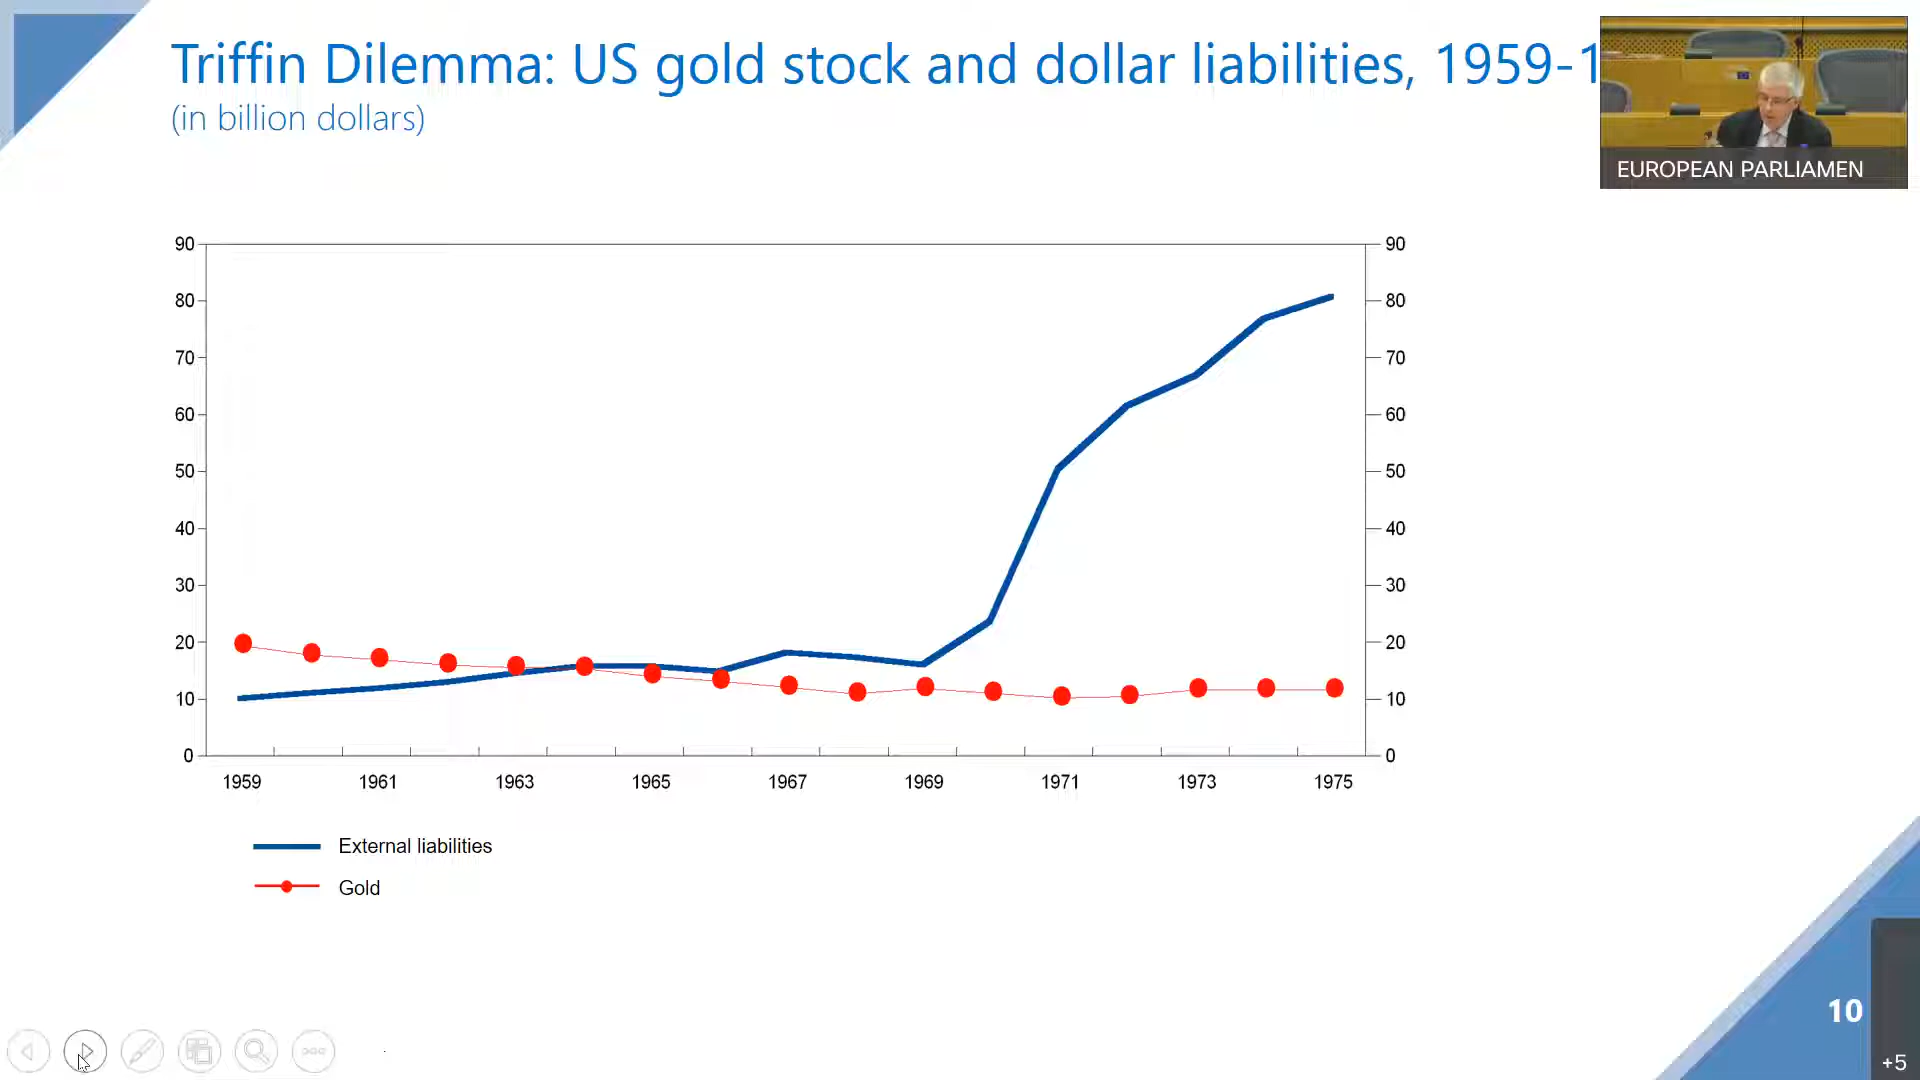 Triffin Dilemma: US gold stock and dollar liabilities, 1959-1
(in billion dollars)
EUROPEAN PARLIAMEN
90 90
80 80
70 70
60 60
50 50
40 40
30 30
20 20
10 10
0 0
1959 1961 1963 1965 1967 1969 1971 1973 1975
External liabilities
Gold
10
+5